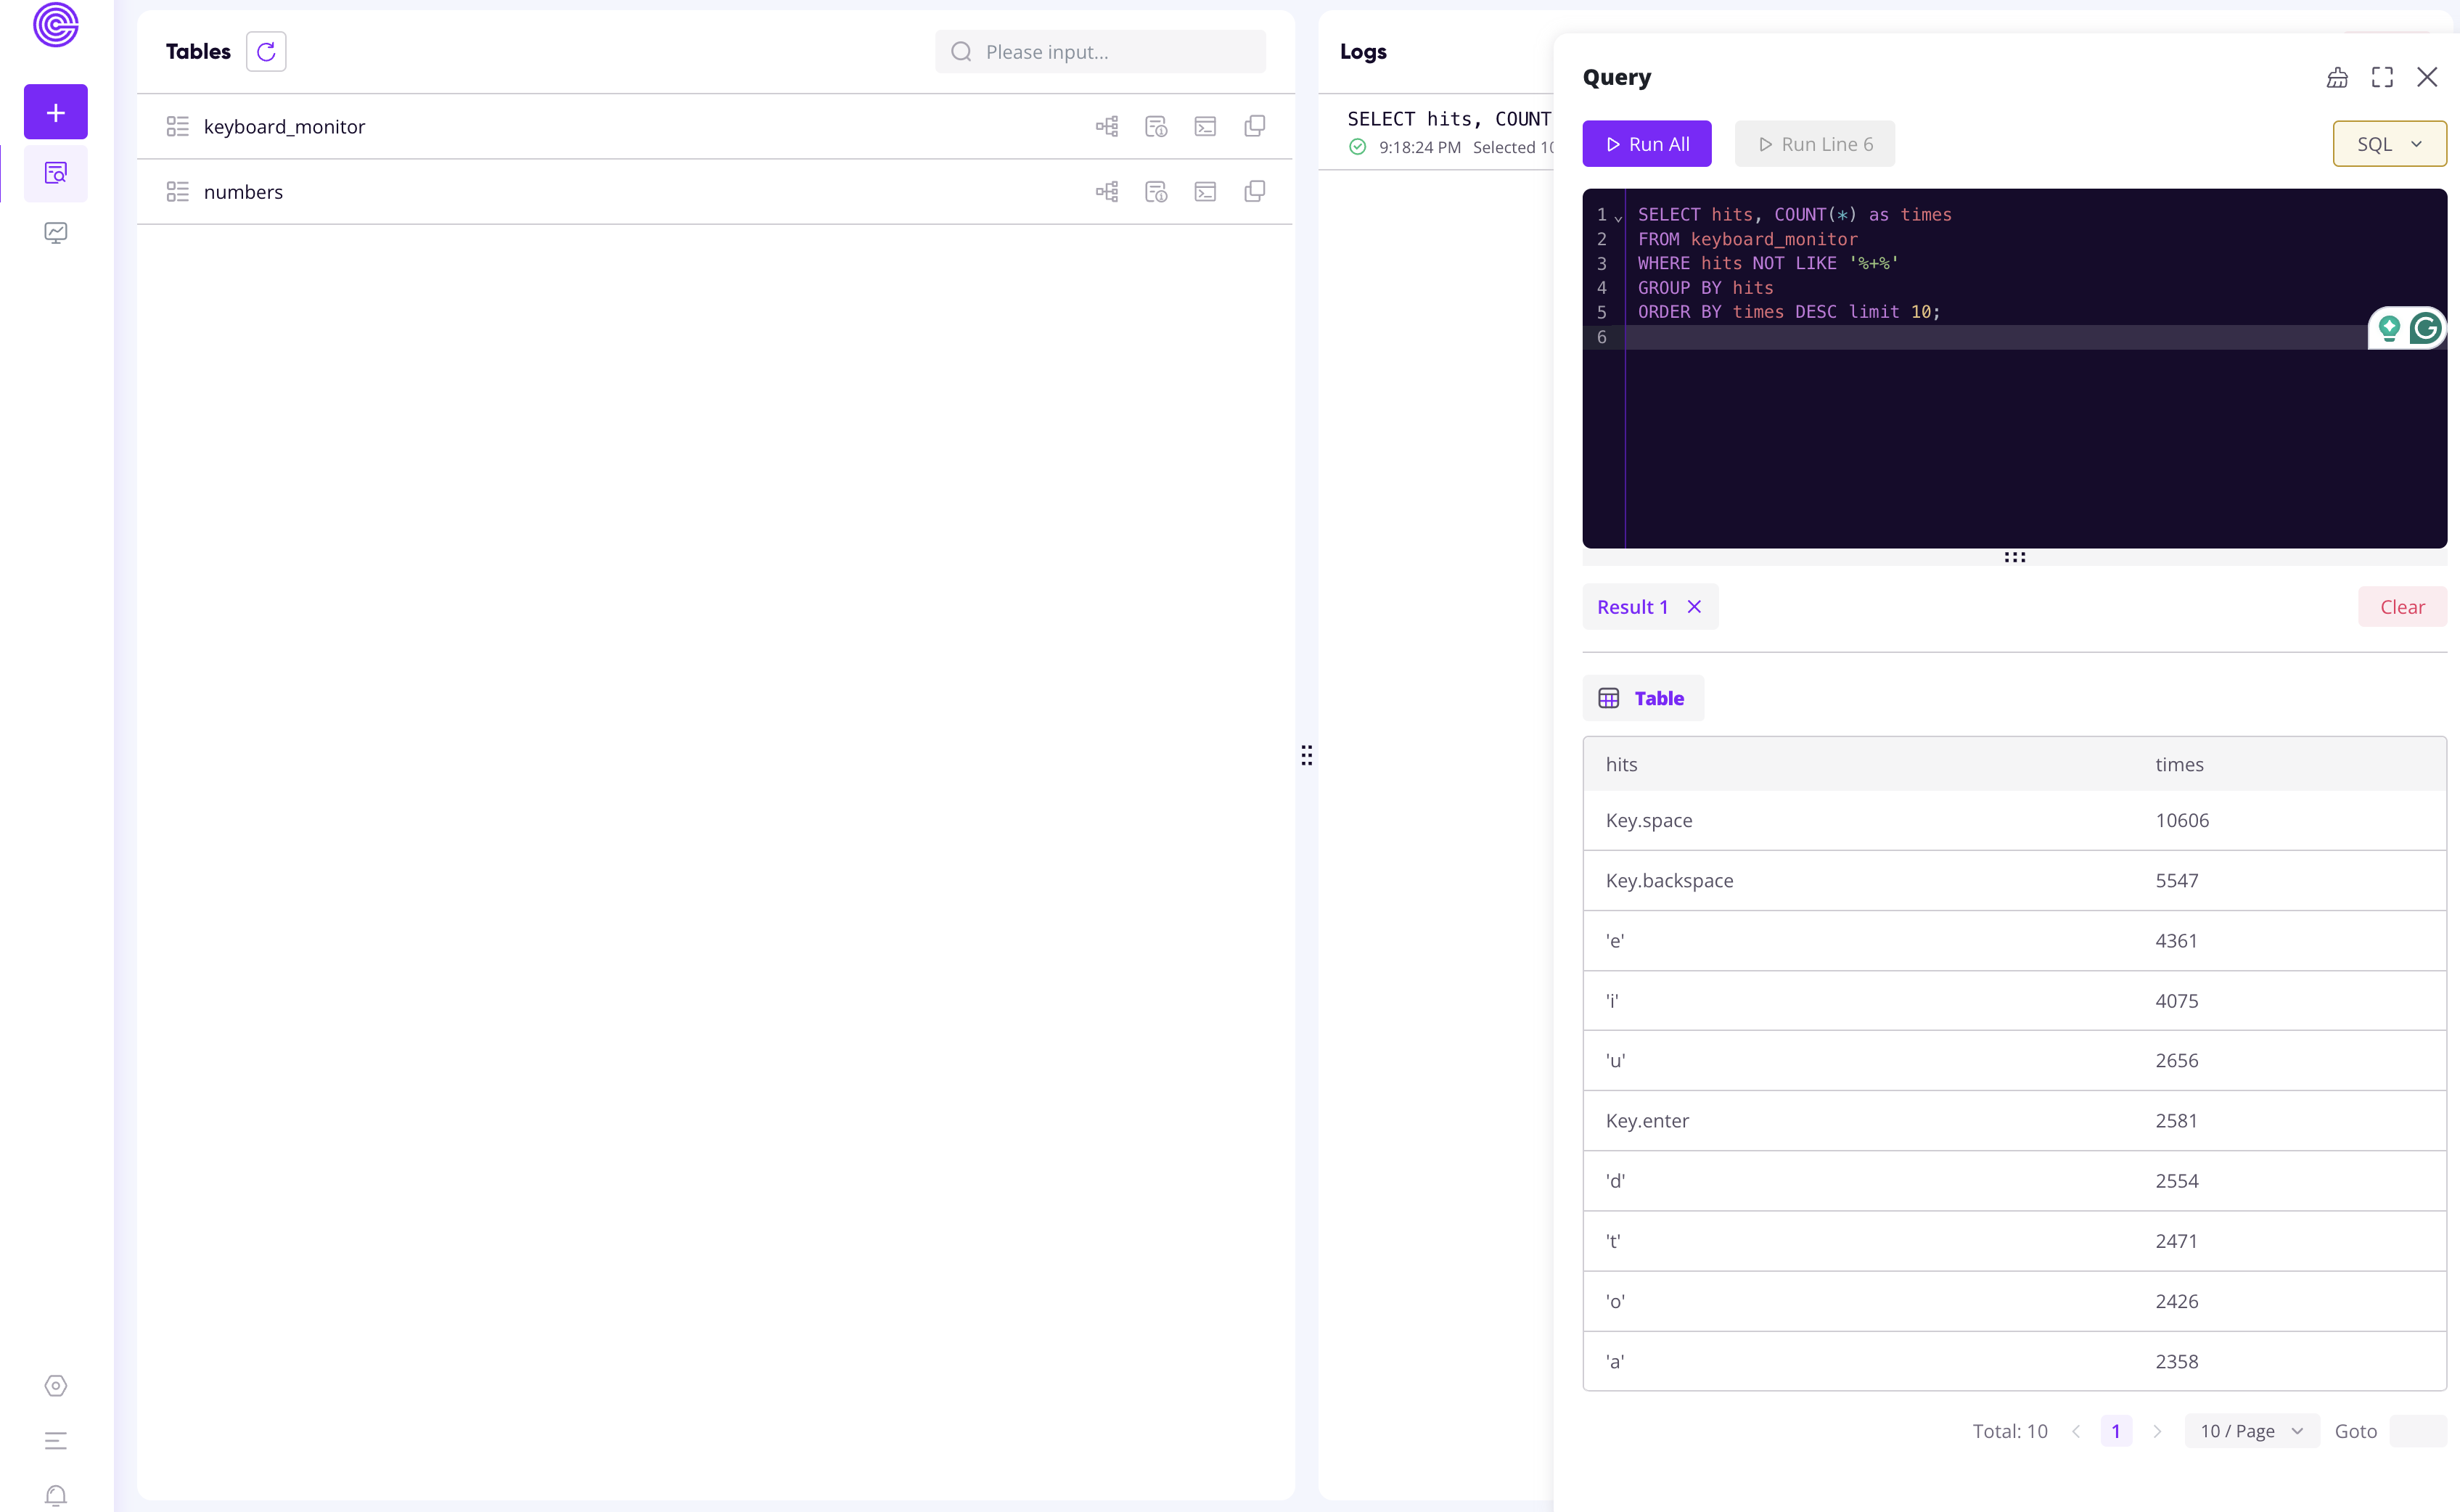 Tables
Please input...
keyboard_monitor
numbers
Logs
SELECT hits, COUNT
9:18:24 PM Selected 10
Query
Run All
Run Line 6
SQL
1 SELECT hits, COUNT(*) as times
2 FROM keyboard_monitor
3 WHERE hits NOT LIKE '%+%'
4 GROUP BY hits
5 ORDER BY times DESC limit 10;
6
Result 1
Clear
Table
hits times
Key.space 10606
Key.backspace 5547
'e' 4361
'i' 4075
'u' 2656
Key.enter 2581
'd' 2554
't' 2471
'o' 2426
'a' 2358
Total: 10 1 10 / Page Goto